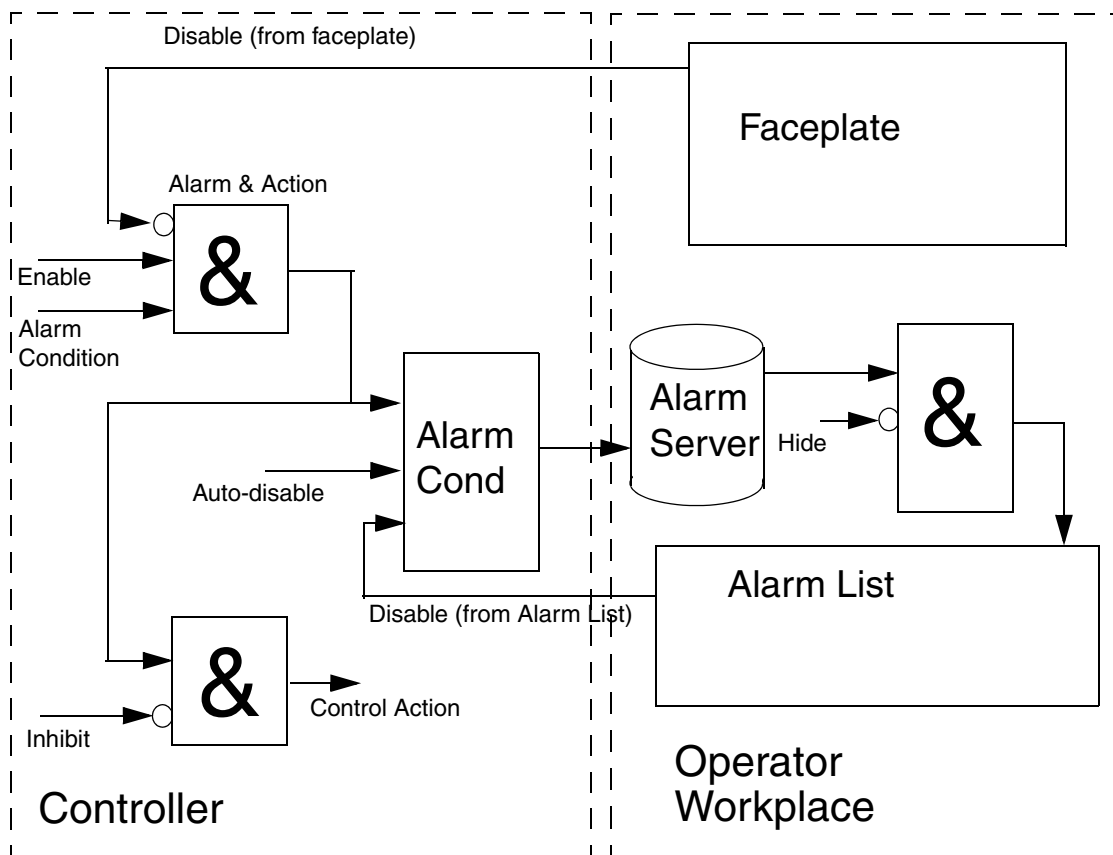 Disable (from faceplate)
Faceplate
Alarm & Action
&
Enable
Alarm
Condition
Alarm
Cond
Auto-disable
Alarm
Server
Hide
&
Disable (from Alarm List)
Alarm List
&
Control Action
Inhibit
Controller
Operator
Workplace